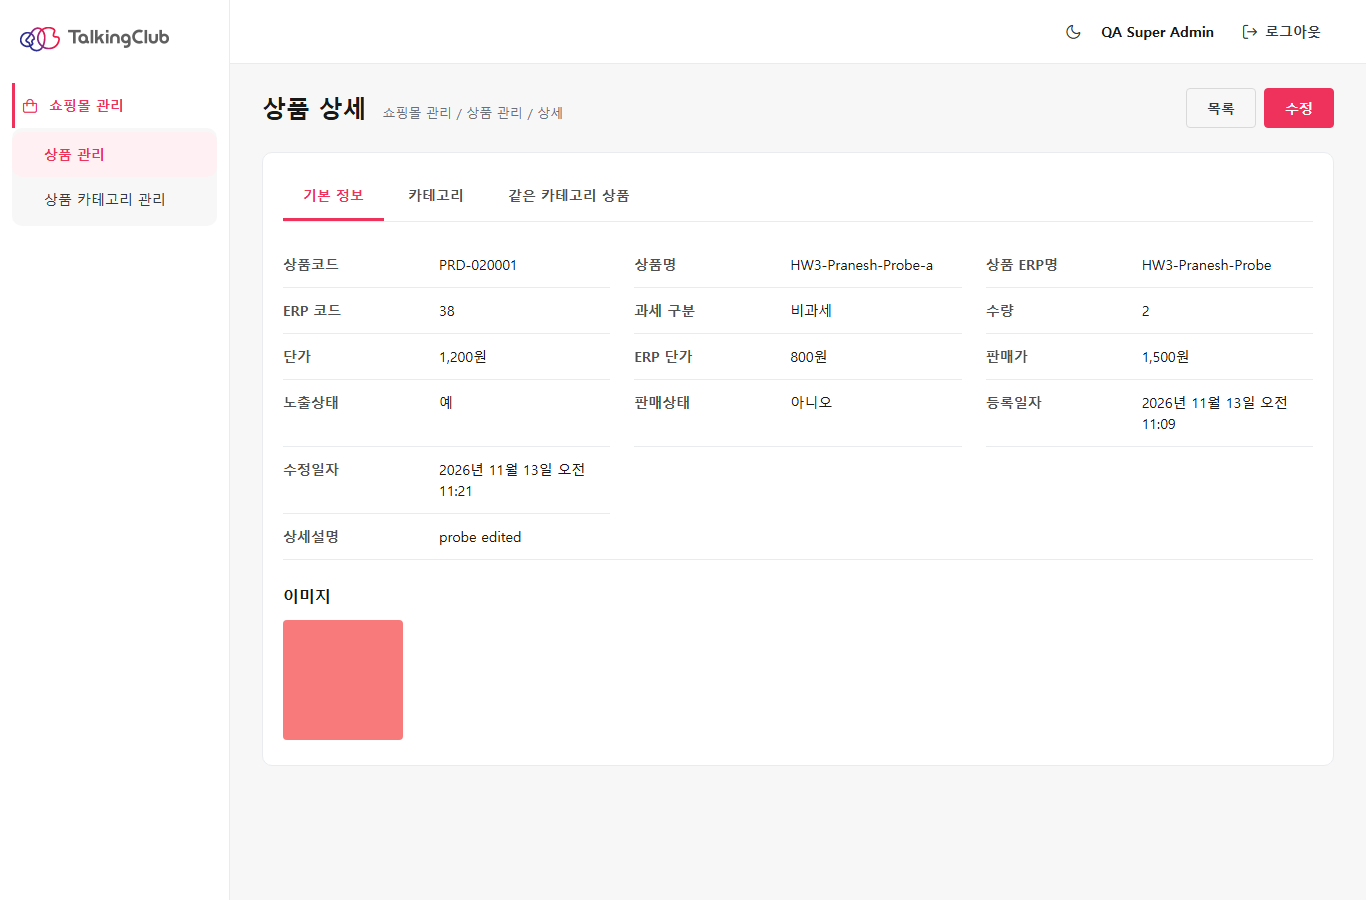 TalkingClub
QA Super Admin
로그아웃
쇼핑몰 관리
상품 관리
상품 카테고리 관리
상품 상세
쇼핑몰 관리 / 상품 관리 / 상세
목록
수정
기본 정보
카테고리
같은 카테고리 상품
상품코드
PRD-020001
상품명
HW3-Pranesh-Probe-a
상품 ERP명
HW3-Pranesh-Probe
ERP 코드
38
과세 구분
비과세
수량
2
단가
1,200원
ERP 단가
800원
판매가
1,500원
노출상태
예
판매상태
아니오
등록일자
2026년 11월 13일 오전
11:09
수정일자
2026년 11월 13일 오전
11:21
상세설명
probe edited
이미지